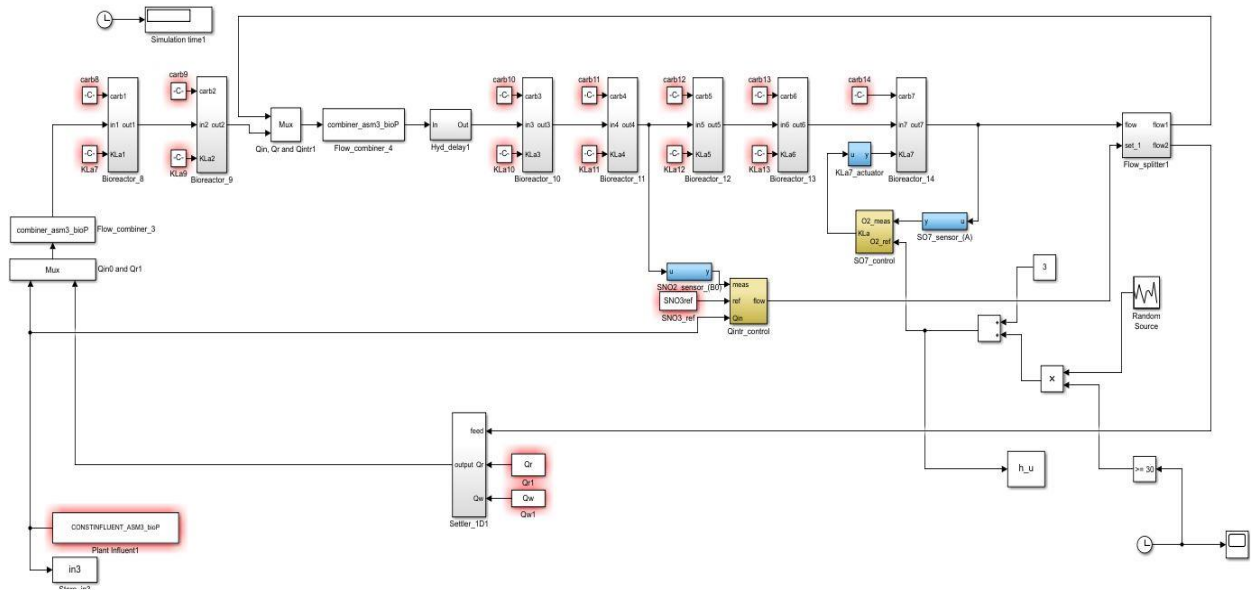 Simulation time1
carb8
-C-
carb1
in1 out1
KLa1
-C-
KLa7
Bioreactor_8
carb9
-C-
carb2
in2 out2
KLa2
-C-
KLa9
Bioreactor_9
Mux
Qin, Qr and Qintr1
combiner_asm3_bioP
Flow_combiner_4
In Out
Hyd_delay1
carb10
-C-
carb3
in3 out3
KLa3
-C-
KLa10
Bioreactor_10
carb11
-C-
carb4
in4 out4
KLa4
-C-
KLa11
Bioreactor_11
carb12
-C-
carb5
in5 out5
KLa5
-C-
KLa12
Bioreactor_12
carb13
-C-
carb6
in6 out6
KLa6
-C-
KLa13
Bioreactor_13
carb14
-C-
carb7
in7 out7
KLa7
Bioreactor_14
u y
KLa7_actuator
flow flow1
set_1 flow2
Flow_splitter1
O2_meas
KLa
O2_ref
SO7_control
y u
SO7_sensor_(A)
combiner_asm3_bioP
Flow_combiner_3
Mux
Qin0 and Qr1
u y
SNO2_sensor_(B0)
SNO3ref
SNO3_ref
meas
ref flow
Qin
Qintr_control
3
Random
Source
+
+
×
feed
output Qr
Qw
Settler_1D1
Qr
Qr1
Qw
Qw1
h_u
>= 30
CONSTINFLUENT_ASM3_bioP
Plant Influent1
in3